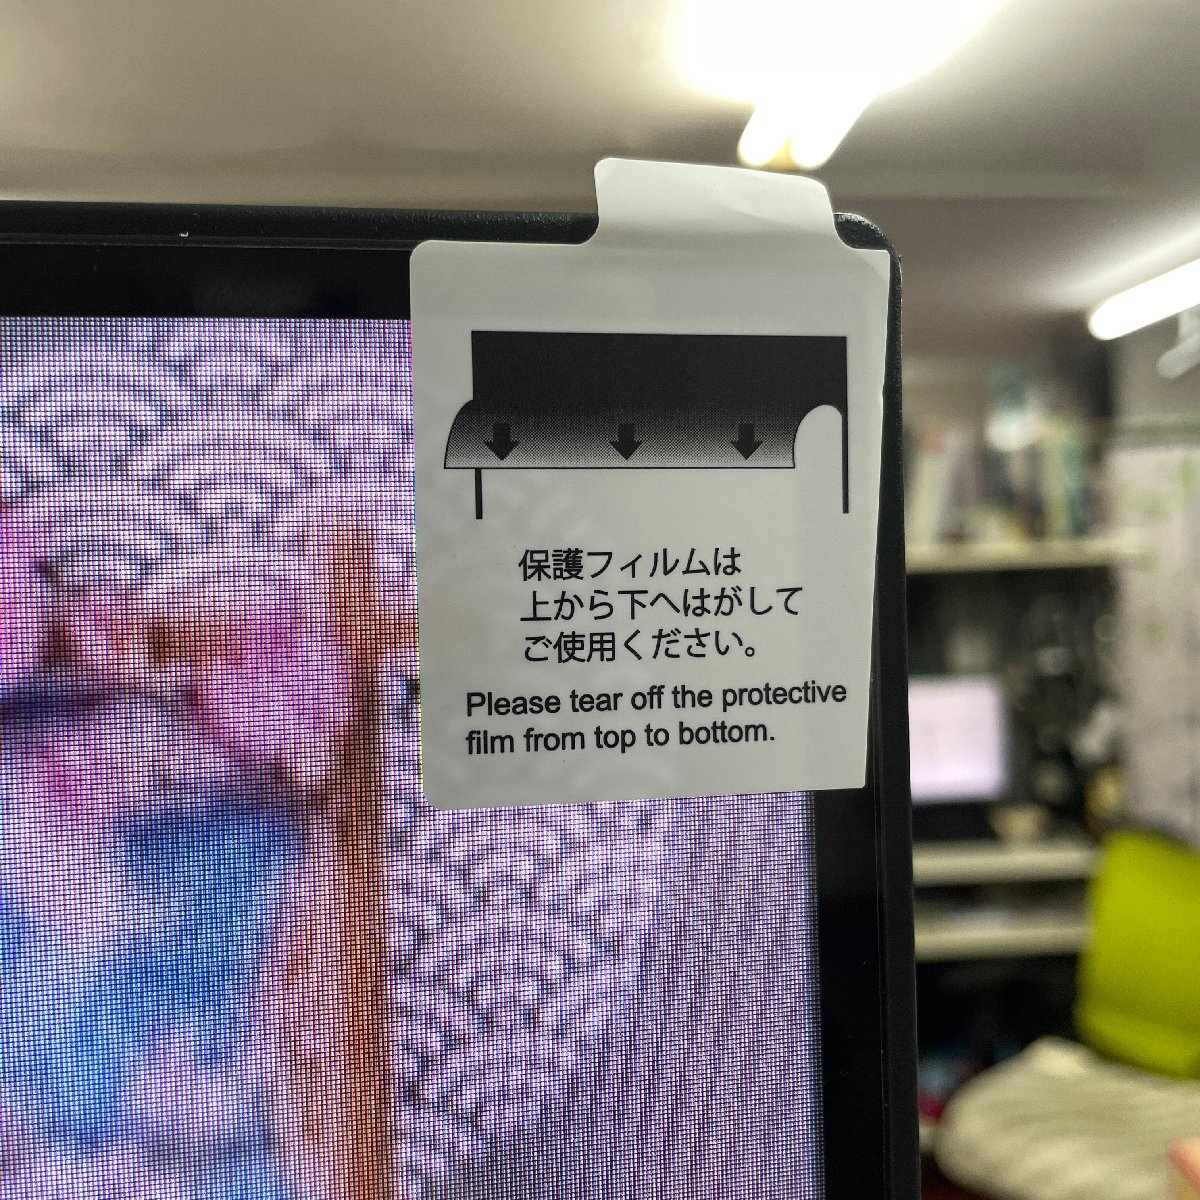 保護フィルムは
上から下へはがして
ご使用ください。
Please tear off the protective
film from top to bottom.